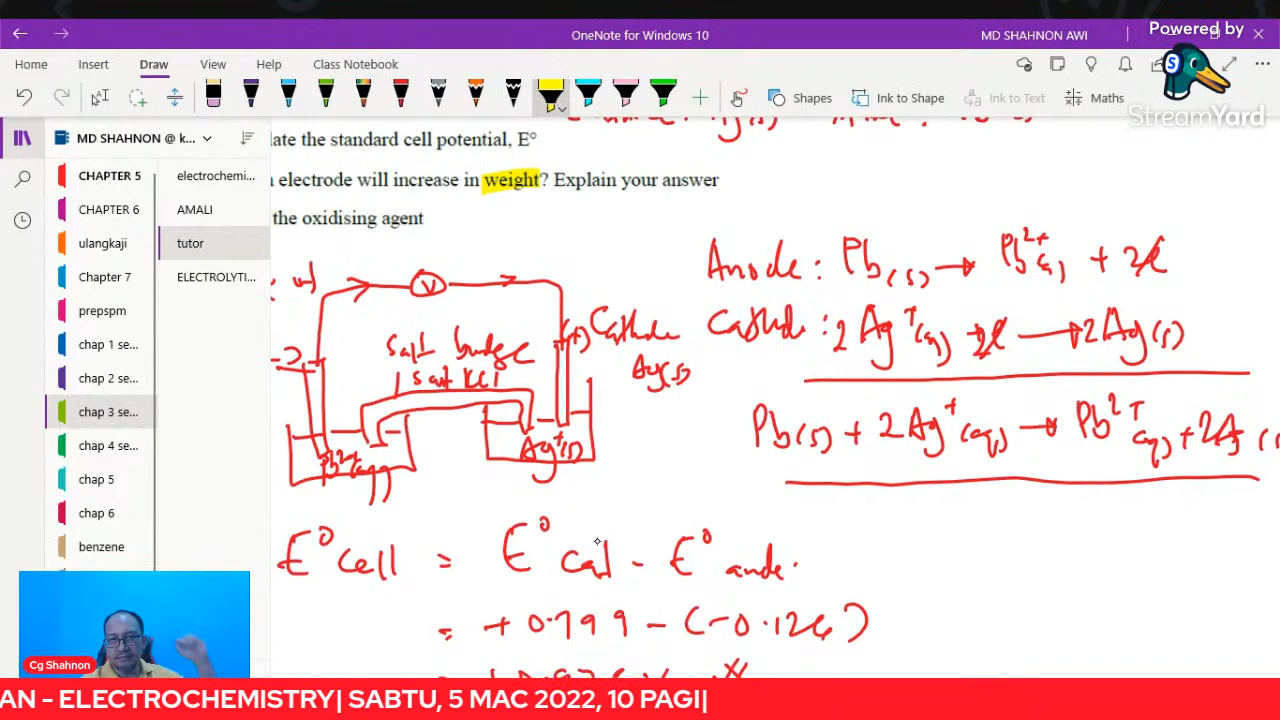 OneNote for Windows 10
MD SHAHNON AWI
Powered by
StreamYard
Home Insert Draw View Help Class Notebook
Shapes Ink to Shape Ink to Text Maths
MD SHAHNON @ k...
CHAPTER 5
CHAPTER 6
ulangkaji
Chapter 7
prepspm
chap 1 se...
chap 2 se...
chap 3 se...
chap 4 se...
chap 5
chap 6
benzene
electrochemi...
AMALI
tutor
ELECTROLYTI...
late the standard cell potential, E°
n electrode will increase in weight? Explain your answer
the oxidising agent
Anode : Pb(s) → Pb²⁺(aq) + 2e
Cathode : 2Ag⁺(aq) + 2e → 2Ag(s)
Pb(s) + 2Ag⁺(aq) → Pb²⁺(aq) + 2Ag(s
V
Salt bridge
sat KCl
(+) Cathode
Ag(s)
Pb²⁺(aq)
Ag⁺(s)
E⁰cell = E⁰cat - E⁰anode.
= +0.799 - (-0.126)
Cg Shahnon
AN - ELECTROCHEMISTRY| SABTU, 5 MAC 2022, 10 PAGI|